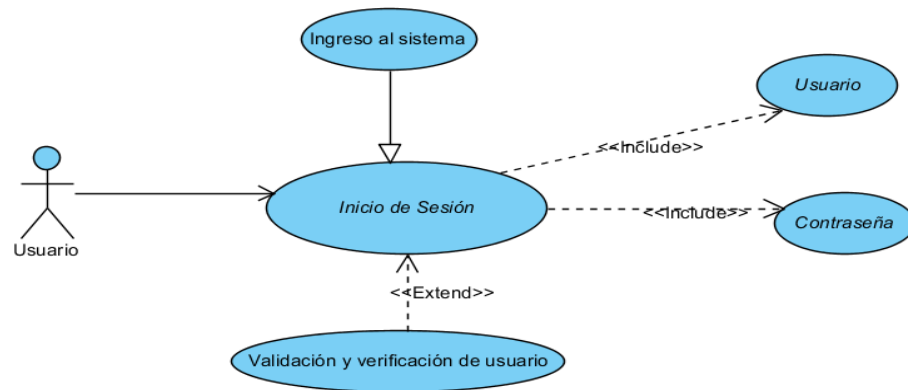 Ingreso al sistema
Usuario
<<Include>>
Inicio de Sesión
<<Include>>
Contraseña
Usuario
<<Extend>>
Validación y verificación de usuario